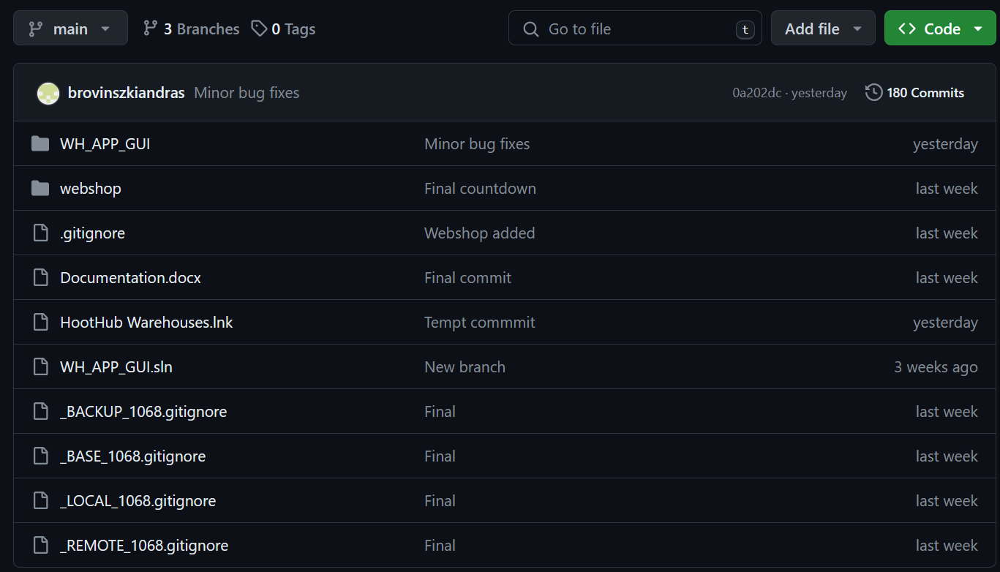 main 3 Branches 0 Tags Go to file t Add file Code
brovinszkiandras Minor bug fixes 0a202dc · yesterday 180 Commits
WH_APP_GUI Minor bug fixes yesterday
webshop Final countdown last week
.gitignore Webshop added last week
Documentation.docx Final commit last week
HootHub Warehouses.lnk Tempt commmit yesterday
WH_APP_GUI.sln New branch 3 weeks ago
_BACKUP_1068.gitignore Final last week
_BASE_1068.gitignore Final last week
_LOCAL_1068.gitignore Final last week
_REMOTE_1068.gitignore Final last week